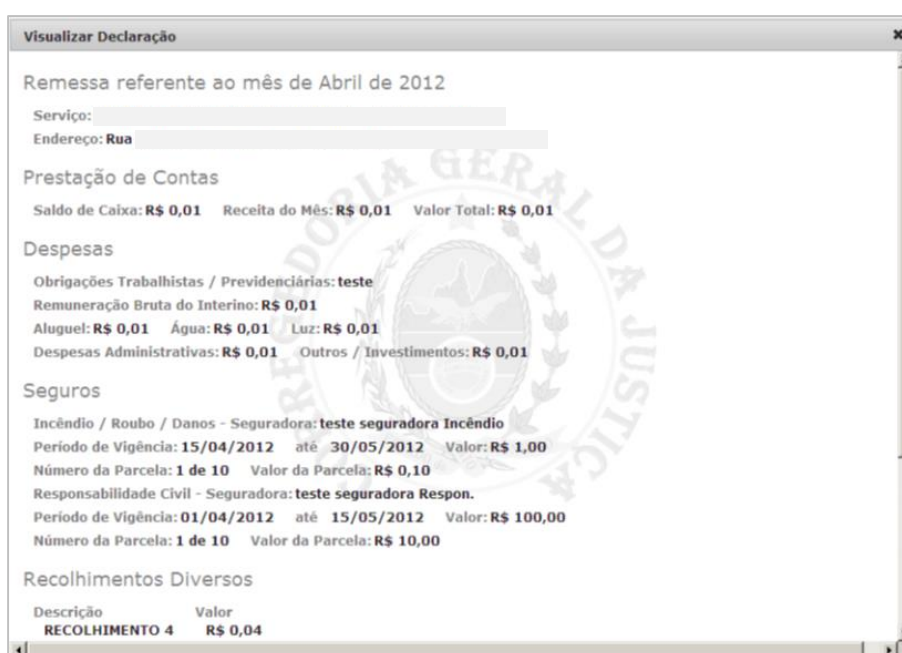 Visualizar Declaração
Remessa referente ao mês de Abril de 2012
Serviço:
Endereço: Rua
Prestação de Contas
Saldo de Caixa: R$ 0,01 Receita do Mês: R$ 0,01 Valor Total: R$ 0,01
Despesas
Obrigações Trabalhistas / Previdenciárias: teste
Remuneração Bruta do Interino: R$ 0,01
Aluguel: R$ 0,01 Água: R$ 0,01 Luz: R$ 0,01
Despesas Administrativas: R$ 0,01 Outros / Investimentos: R$ 0,01
Seguros
Incêndio / Roubo / Danos - Seguradora: teste seguradora Incêndio
Período de Vigência: 15/04/2012 até 30/05/2012 Valor: R$ 1,00
Número da Parcela: 1 de 10 Valor da Parcela: R$ 0,10
Responsabilidade Civil - Seguradora: teste seguradora Respon.
Período de Vigência: 01/04/2012 até 15/05/2012 Valor: R$ 100,00
Número da Parcela: 1 de 10 Valor da Parcela: R$ 10,00
Recolhimentos Diversos
Descrição Valor
RECOLHIMENTO 4 R$ 0,04
CORREGEDORIA GERAL DA JUSTIÇA